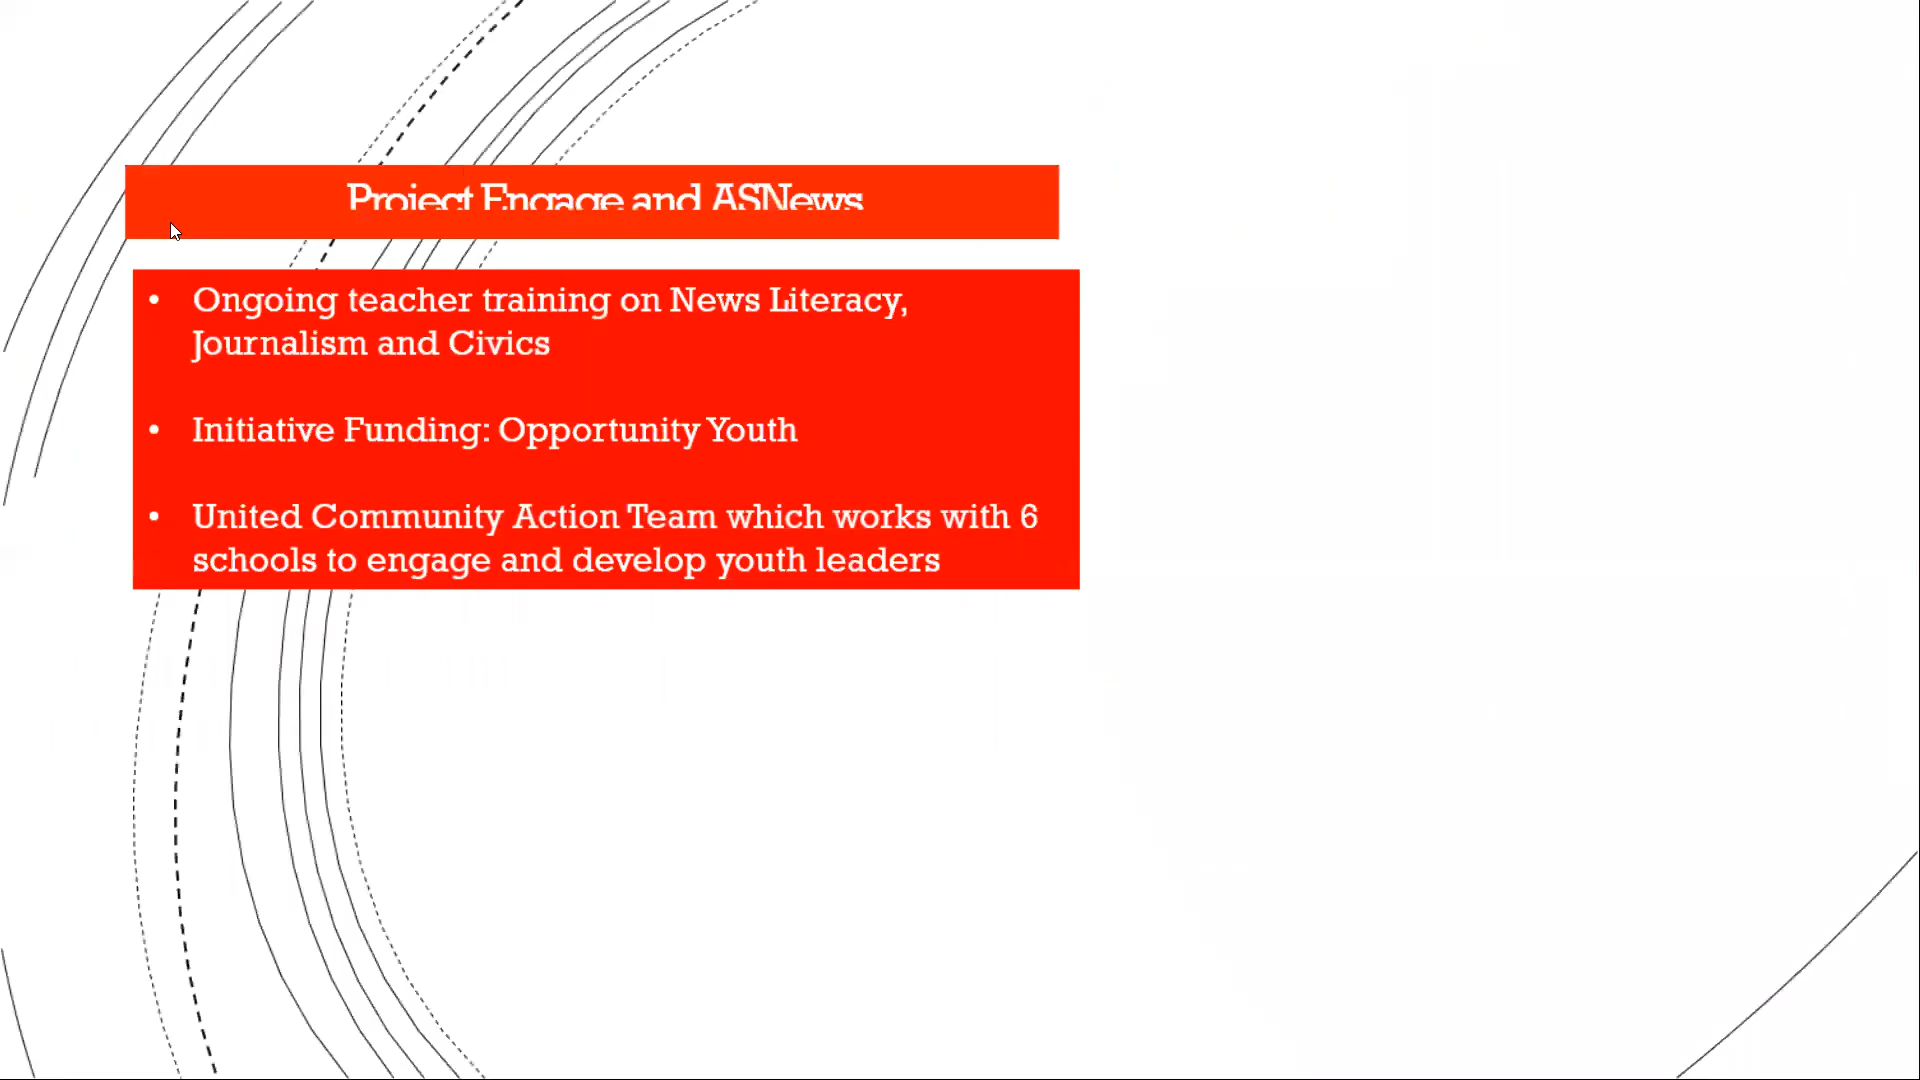 Project Engage and ASNews
• Ongoing teacher training on News Literacy,
Journalism and Civics
• Initiative Funding: Opportunity Youth
• United Community Action Team which works with 6
schools to engage and develop youth leaders